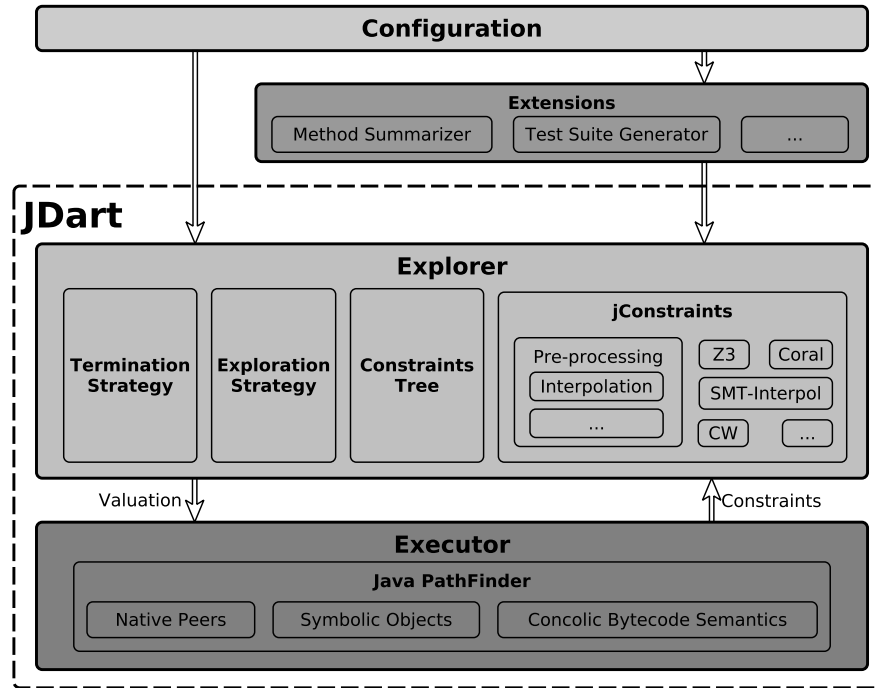 Configuration
Extensions
Method Summarizer
Test Suite Generator
...
JDart
Explorer
Termination
Strategy
Exploration
Strategy
Constraints
Tree
jConstraints
Pre-processing
Interpolation
...
Z3
Coral
SMT-Interpol
CW
...
Valuation
Constraints
Executor
Java PathFinder
Native Peers
Symbolic Objects
Concolic Bytecode Semantics